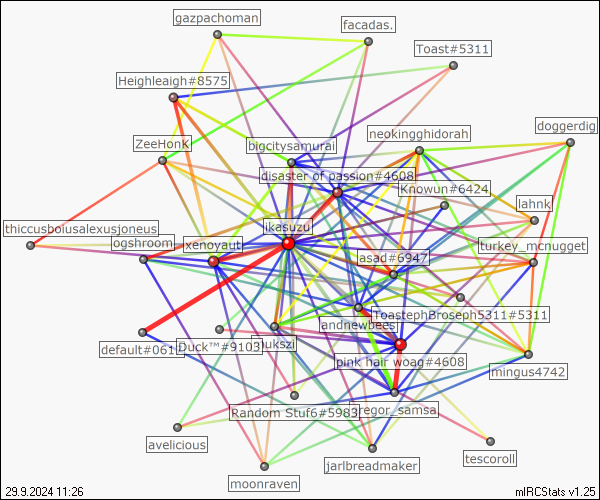 gazpachoman
facadas.
Toast#5311
Heighleigh#8575
neokingghidorah
doggerdig
ZeeHonK
bigcitysamurai
disaster of passion#4608
Knowun#6424
lahnk
thiccusboiusalexusjoneus
ikasuzu
ogshroom
xenoyaut
turkey_mcnugget
asad#6947
ToastephBroseph5311#5311
andnewbees
default#061
Duck™#9103
lukszi
pink hair woag#4608
mingus4742
Random Stuf6#5983
regor_samsa
avelicious
tescoroll
jarlbreadmaker
moonraven
29.9.2024 11:26
mIRCStats v1.25